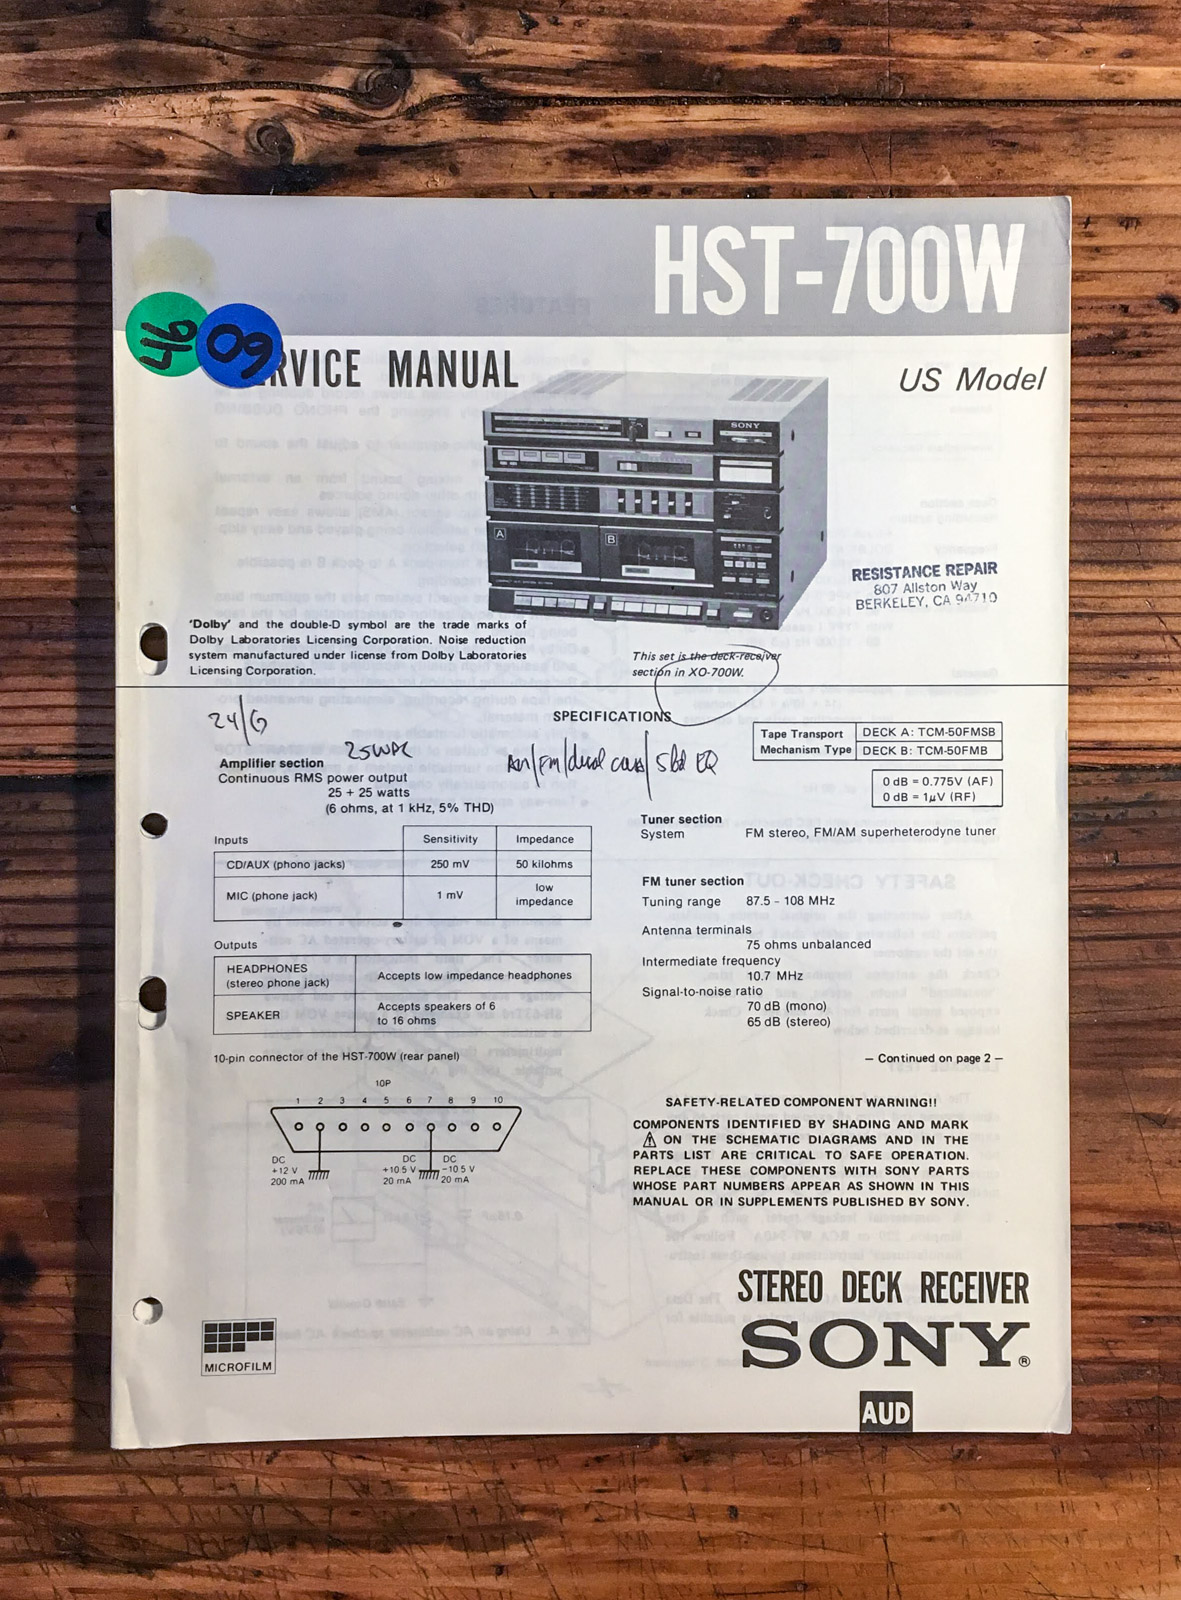 HST-700W
94
09
SERVICE MANUAL
US Model
SONY
A
B
RESISTANCE REPAIR
807 Allston Way
BERKELEY, CA 94710
'Dolby' and the double-D symbol are the trade marks of
Dolby Laboratories Licensing Corporation. Noise reduction
system manufactured under license from Dolby Laboratories
Licensing Corporation.
This set is the deck-receiver
section in XO-700W.
24/G
SPECIFICATIONS
25WPC
AM/FM/dual cass/5bd EQ
Amplifier section
Continuous RMS power output
25 + 25 watts
(6 ohms, at 1 kHz, 5% THD)
Inputs Sensitivity Impedance
CD/AUX (phono jacks) 250 mV 50 kilohms
MIC (phone jack) 1 mV low impedance
Outputs
HEADPHONES (stereo phone jack) Accepts low impedance headphones
SPEAKER Accepts speakers of 6 to 16 ohms
10-pin connector of the HST-700W (rear panel)
10P
1 2 3 4 5 6 7 8 9 10
DC DC DC
+12 V +10.5 V −10.5 V
200 mA 20 mA 20 mA
MICROFILM
Tape Transport Mechanism Type
DECK A: TCM-50FMSB
DECK B: TCM-50FMB
0 dB = 0.775V (AF)
0 dB = 1μV (RF)
Tuner section
System FM stereo, FM/AM superheterodyne tuner
FM tuner section
Tuning range 87.5 - 108 MHz
Antenna terminals
75 ohms unbalanced
Intermediate frequency
10.7 MHz
Signal-to-noise ratio
70 dB (mono)
65 dB (stereo)
— Continued on page 2 —
SAFETY-RELATED COMPONENT WARNING!!
COMPONENTS IDENTIFIED BY SHADING AND MARK
⚠ ON THE SCHEMATIC DIAGRAMS AND IN THE
PARTS LIST ARE CRITICAL TO SAFE OPERATION.
REPLACE THESE COMPONENTS WITH SONY PARTS
WHOSE PART NUMBERS APPEAR AS SHOWN IN THIS
MANUAL OR IN SUPPLEMENTS PUBLISHED BY SONY.
STEREO DECK RECEIVER
SONY®
AUD